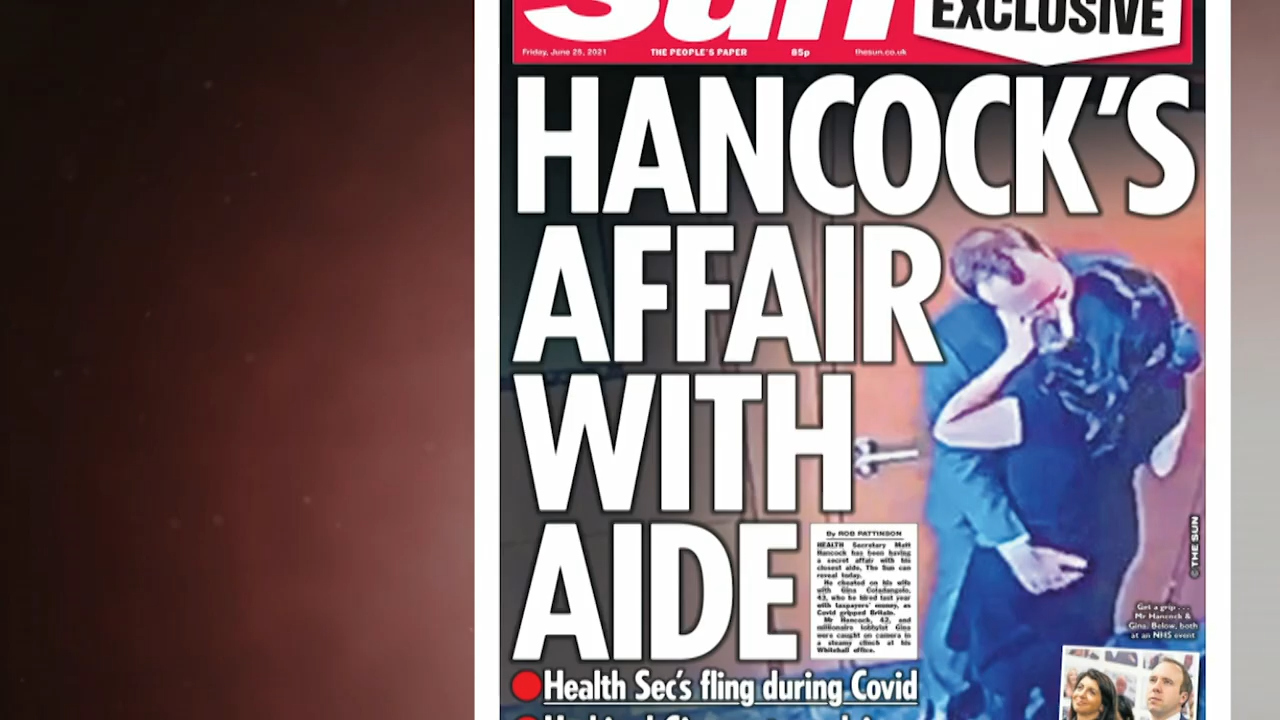 Sun
EXCLUSIVE
Friday, June 25, 2021 THE PEOPLE'S PAPER 85p thesun.co.uk
HANCOCK'S
AFFAIR
WITH
AIDE
By ROB PATTINSON
HEALTH Secretary Matt
Hancock has been having
a secret affair with his
closest aide, The Sun can
reveal today.
He cheated on his wife
with Gina Coladangelo,
43, who he hired last year
with taxpayers' money, as
Covid gripped Britain.
Mr Hancock, 42, and
millionaire lobbyist Gina
were caught on camera in
a steamy clinch at his
Whitehall office.
© THE SUN
Get a grip . . .
Mr Hancock &
Gina. Below, both
at an NHS event
Health Sec's fling during Covid